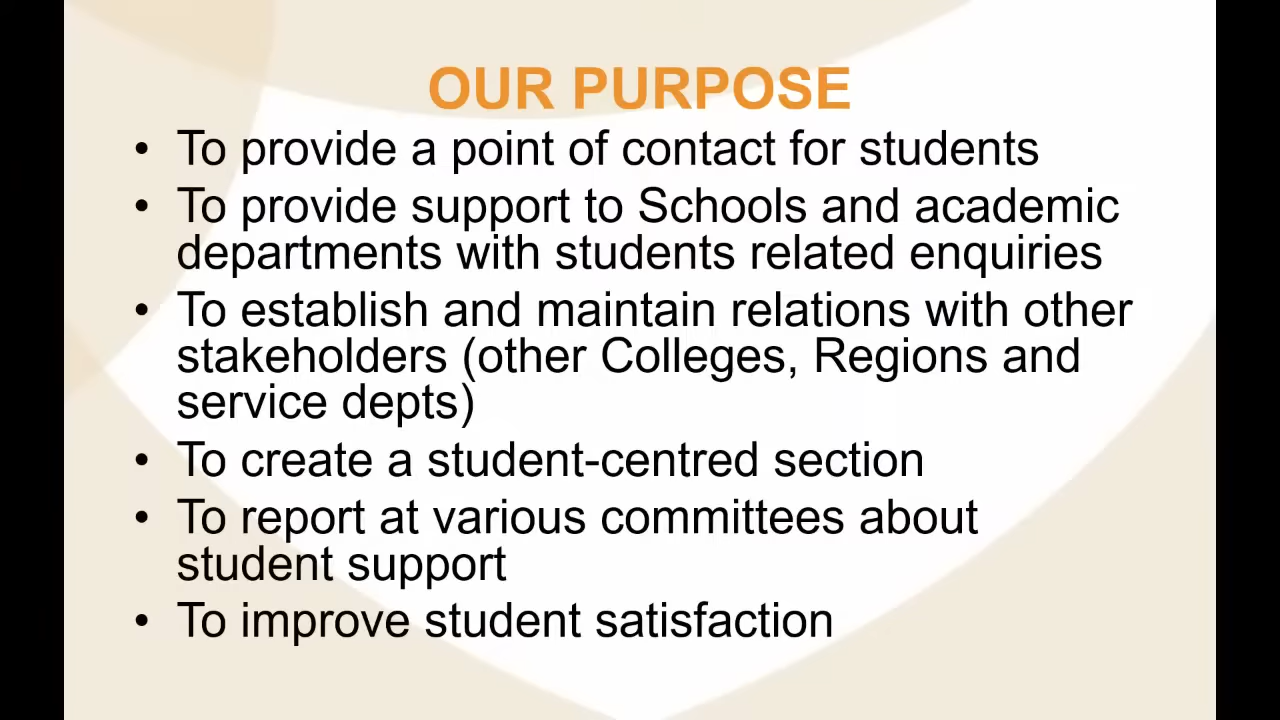 OUR PURPOSE
• To provide a point of contact for students
• To provide support to Schools and academic
departments with students related enquiries
• To establish and maintain relations with other
stakeholders (other Colleges, Regions and
service depts)
• To create a student-centred section
• To report at various committees about
student support
• To improve student satisfaction